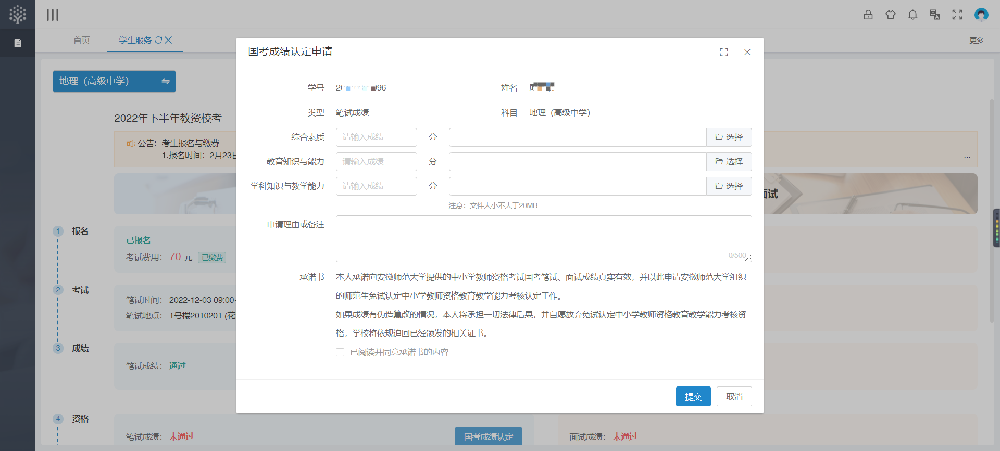 首页
学生服务
更多
地理（高级中学）
2022年下半年教资校考
公告： 考生报名与缴费
1.报名时间：2月23日
...
面试
1 报名
已报名
考试费用： 70 元 已缴费
2 考试
笔试时间： 2022-12-03 09:00-
笔试地点： 1号楼2010201 (花
3 成绩
笔试成绩： 通过
4 资格
笔试成绩： 未通过
国考成绩认定
面试成绩： 未通过
国考成绩认定申请
学号 20 096
姓名
类型 笔试成绩
科目 地理（高级中学）
综合素质 请输入成绩 分 选择
教育知识与能力 请输入成绩 分 选择
学科知识与教学能力 请输入成绩 分 选择
注意：文件大小不大于20MB
申请理由或备注
0/500
承诺书 本人承诺向安徽师范大学提供的中小学教师资格考试国考笔试、面试成绩真实有效，并以此申请安徽师范大学组织
的师范生免试认定中小学教师资格教育教学能力考核认定工作。
如果成绩有伪造篡改的情况，本人将承担一切法律后果，并自愿放弃免试认定中小学教师资格教育教学能力考核资
格，学校将依规追回已经颁发的相关证书。
已阅读并同意承诺书的内容
提交
取消